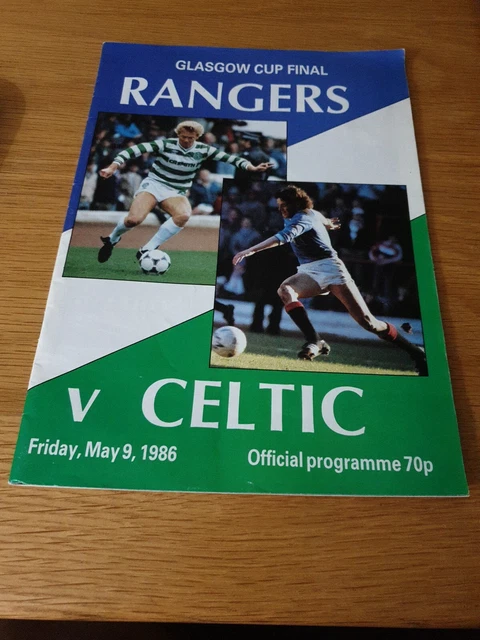 GLASGOW CUP FINAL
RANGERS
v CELTIC
Friday, May 9, 1986
Official programme 70p